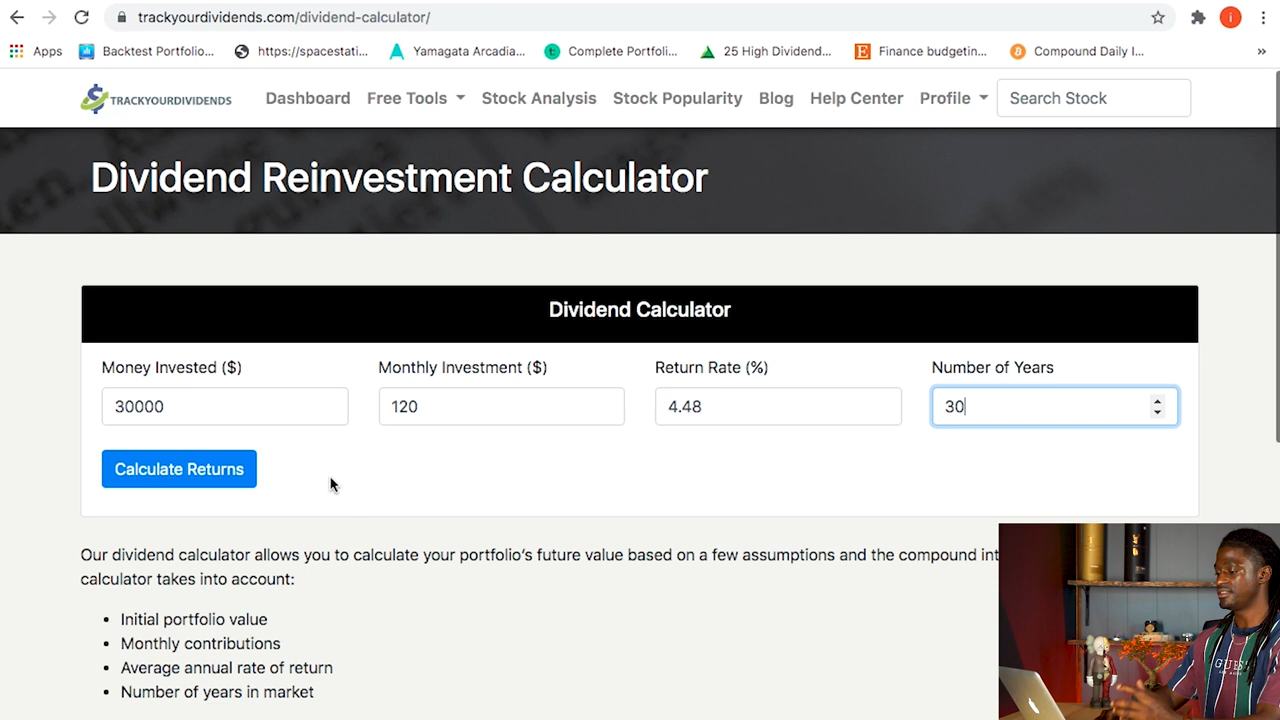 trackyourdividends.com/dividend-calculator/
i
Apps Backtest Portfolio... https://spacestati... Yamagata Arcadia... Complete Portfoli... 25 High Dividend... Finance budgetin... Compound Daily I... »
TRACKYOURDIVIDENDS Dashboard Free Tools Stock Analysis Stock Popularity Blog Help Center Profile Search Stock
Dividend Reinvestment Calculator
Dividend Calculator
Money Invested ($) Monthly Investment ($) Return Rate (%) Number of Years
30000 120 4.48 30
Calculate Returns
Our dividend calculator allows you to calculate your portfolio’s future value based on a few assumptions and the compound int
calculator takes into account:
• Initial portfolio value
• Monthly contributions
• Average annual rate of return
• Number of years in market
GUESS